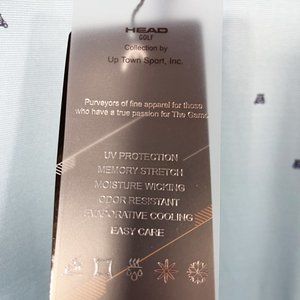 HEAD
GOLF
Collection by
Up Town Sport, Inc.
Purveyors of fine apparel for those
who have a true passion for The Game
UV PROTECTION
MEMORY STRETCH
MOISTURE WICKING
ODOR RESISTANT
EVAPORATIVE COOLING
EASY CARE